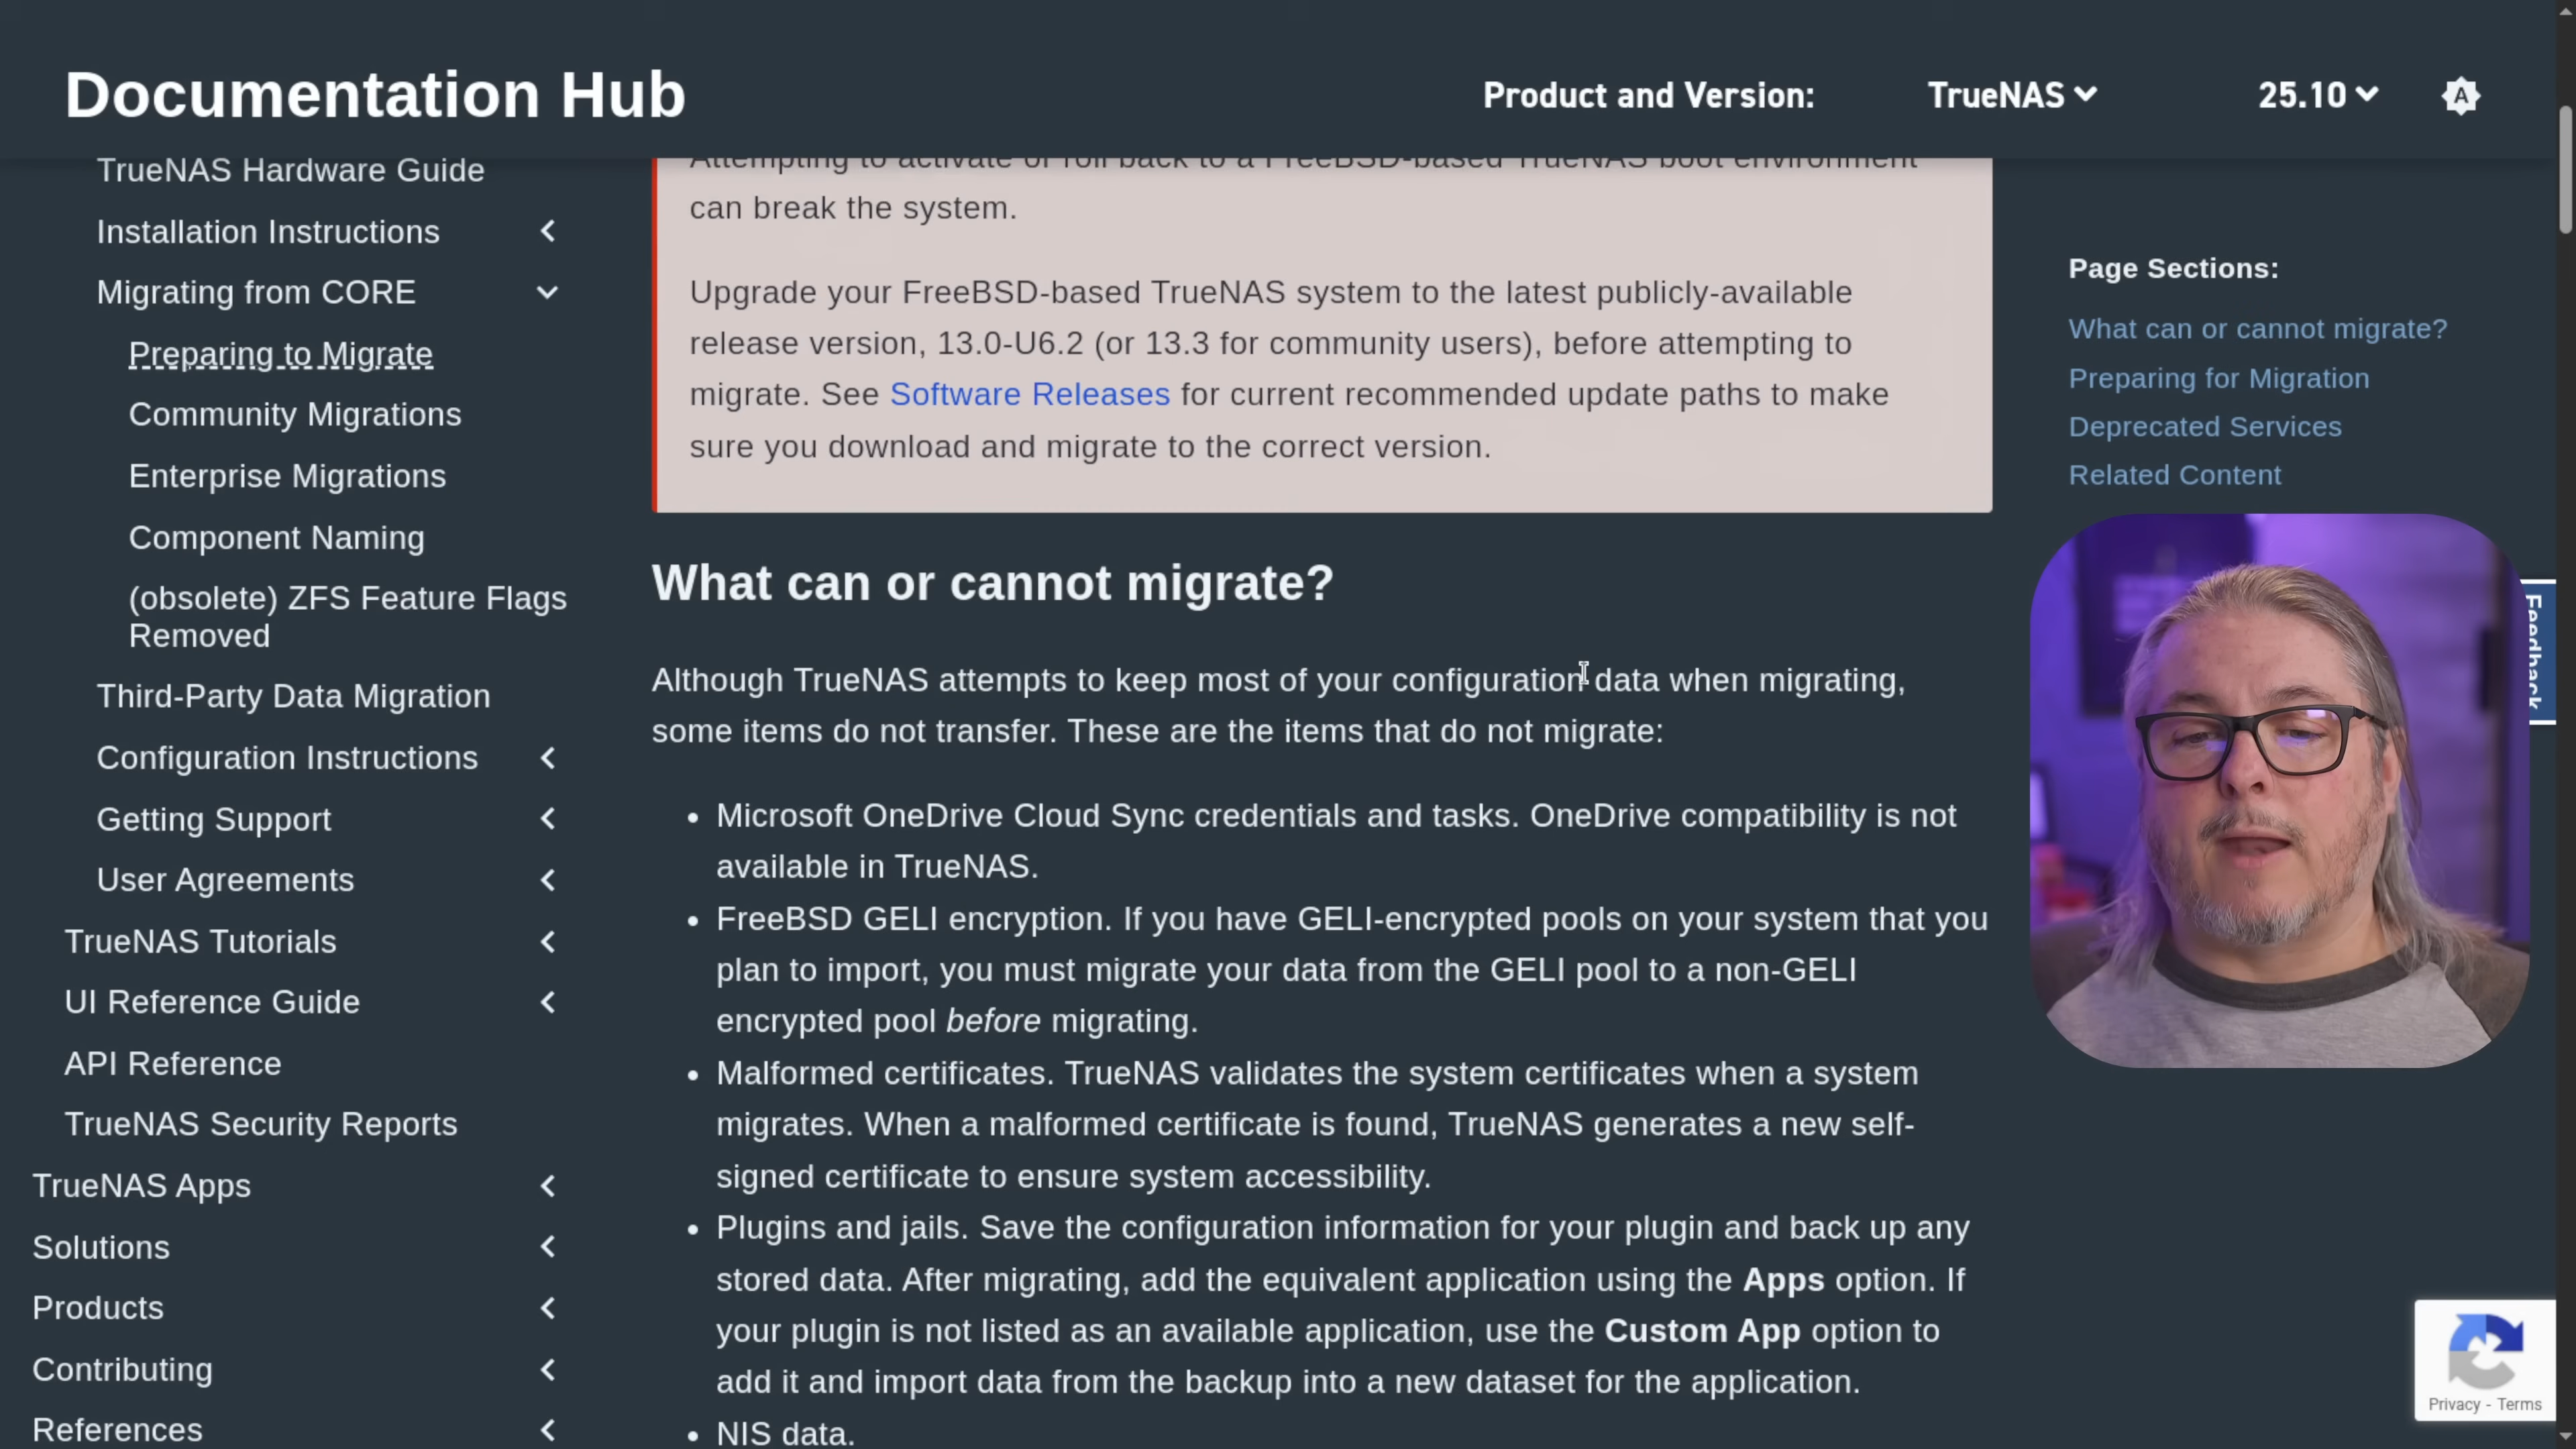 Documentation Hub
Product and Version:
TrueNAS
25.10
A
TrueNAS Hardware Guide
Installation Instructions
Migrating from CORE
Preparing to Migrate
Community Migrations
Enterprise Migrations
Component Naming
(obsolete) ZFS Feature Flags
Removed
Third-Party Data Migration
Configuration Instructions
Getting Support
User Agreements
TrueNAS Tutorials
UI Reference Guide
API Reference
TrueNAS Security Reports
TrueNAS Apps
Solutions
Products
Contributing
References
Attempting to activate or roll back to a FreeBSD-based TrueNAS boot environment
can break the system.
Upgrade your FreeBSD-based TrueNAS system to the latest publicly-available
release version, 13.0-U6.2 (or 13.3 for community users), before attempting to
migrate. See Software Releases for current recommended update paths to make
sure you download and migrate to the correct version.
What can or cannot migrate?
Although TrueNAS attempts to keep most of your configuration data when migrating,
some items do not transfer. These are the items that do not migrate:
• Microsoft OneDrive Cloud Sync credentials and tasks. OneDrive compatibility is not
available in TrueNAS.
• FreeBSD GELI encryption. If you have GELI-encrypted pools on your system that you
plan to import, you must migrate your data from the GELI pool to a non-GELI
encrypted pool before migrating.
• Malformed certificates. TrueNAS validates the system certificates when a system
migrates. When a malformed certificate is found, TrueNAS generates a new self-
signed certificate to ensure system accessibility.
• Plugins and jails. Save the configuration information for your plugin and back up any
stored data. After migrating, add the equivalent application using the Apps option. If
your plugin is not listed as an available application, use the Custom App option to
add it and import data from the backup into a new dataset for the application.
• NIS data.
Page Sections:
What can or cannot migrate?
Preparing for Migration
Deprecated Services
Related Content
Feedback
Privacy - Terms